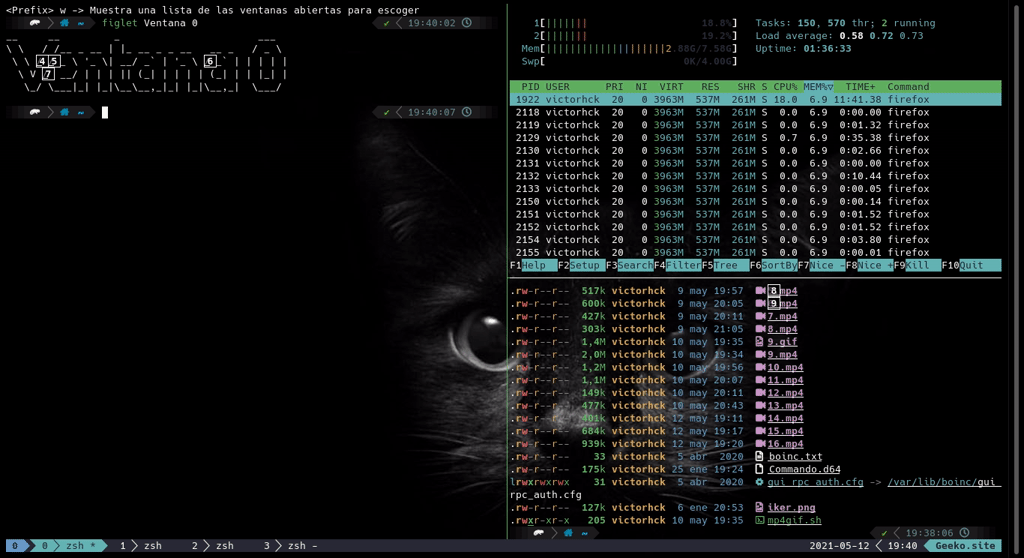 <Prefix> w -> Muestra una lista de las ventanas abiertas para escoger
~ figlet Ventana 0 ✔ 19:40:02
4 5 6
7
~ ✔ 19:40:07
1[|||||||| 18.8%] Tasks: 150, 570 thr; 2 running
2[|||||||| 19.2%] Load average: 0.58 0.72 0.73
Mem[||||||||||||||||||||||2.88G/7.58G] Uptime: 01:36:33
Swp[ 0K/4.00G]
PID USER PRI NI VIRT RES SHR S CPU% MEM%▽ TIME+ Command
1922 victorhck 20 0 3963M 537M 261M S 18.0 6.9 11:41.38 firefox
2118 victorhck 20 0 3963M 537M 261M S 0.0 6.9 0:00.00 firefox
2119 victorhck 20 0 3963M 537M 261M S 0.0 6.9 0:01.32 firefox
2129 victorhck 20 0 3963M 537M 261M S 0.7 6.9 0:35.38 firefox
2130 victorhck 20 0 3963M 537M 261M S 0.0 6.9 0:02.66 firefox
2131 victorhck 20 0 3963M 537M 261M S 0.0 6.9 0:00.00 firefox
2132 victorhck 20 0 3963M 537M 261M S 0.0 6.9 0:10.44 firefox
2133 victorhck 20 0 3963M 537M 261M S 0.0 6.9 0:00.05 firefox
2150 victorhck 20 0 3963M 537M 261M S 0.0 6.9 0:00.14 firefox
2151 victorhck 20 0 3963M 537M 261M S 0.0 6.9 0:01.52 firefox
2152 victorhck 20 0 3963M 537M 261M S 0.0 6.9 0:01.52 firefox
2154 victorhck 20 0 3963M 537M 261M S 0.0 6.9 0:03.80 firefox
2155 victorhck 20 0 3963M 537M 261M S 0.0 6.9 0:00.01 firefox
F1Help F2Setup F3SearchF4FilterF5Tree F6SortByF7Nice -F8Nice +F9Kill F10Quit
.rw-r--r-- 517k victorhck 9 may 19:57 8.mp4
.rw-r--r-- 600k victorhck 9 may 20:05 9.mp4
.rw-r--r-- 427k victorhck 9 may 20:11 7.mp4
.rw-r--r-- 303k victorhck 9 may 21:05 8.mp4
.rw-r--r-- 1,4M victorhck 10 may 19:35 9.gif
.rw-r--r-- 2,0M victorhck 10 may 19:34 9.mp4
.rw-r--r-- 1,2M victorhck 10 may 19:56 10.mp4
.rw-r--r-- 1,1M victorhck 10 may 20:07 11.mp4
.rw-r--r-- 149k victorhck 10 may 20:11 12.mp4
.rw-r--r-- 477k victorhck 10 may 20:43 13.mp4
.rw-r--r-- 401k victorhck 12 may 19:11 14.mp4
.rw-r--r-- 684k victorhck 12 may 19:17 15.mp4
.rw-r--r-- 939k victorhck 12 may 19:20 16.mp4
.rw-r--r-- 33 victorhck 5 abr 2020 boinc.txt
.rw-r--r-- 175k victorhck 25 ene 19:24 Commando.d64
lrwxrwxrwx 31 victorhck 5 abr 2020 gui_rpc_auth.cfg -> /var/lib/boinc/gui_
rpc_auth.cfg
.rw-r--r-- 127k victorhck 6 ene 20:53 iker.png
.rwxr-xr-x 205 victorhck 10 may 19:35 mp4gif.sh
~ ✔ 19:38:06
0 0 zsh * 1 zsh 2 zsh 3 zsh - 2021-05-12 19:40 Geeko.site